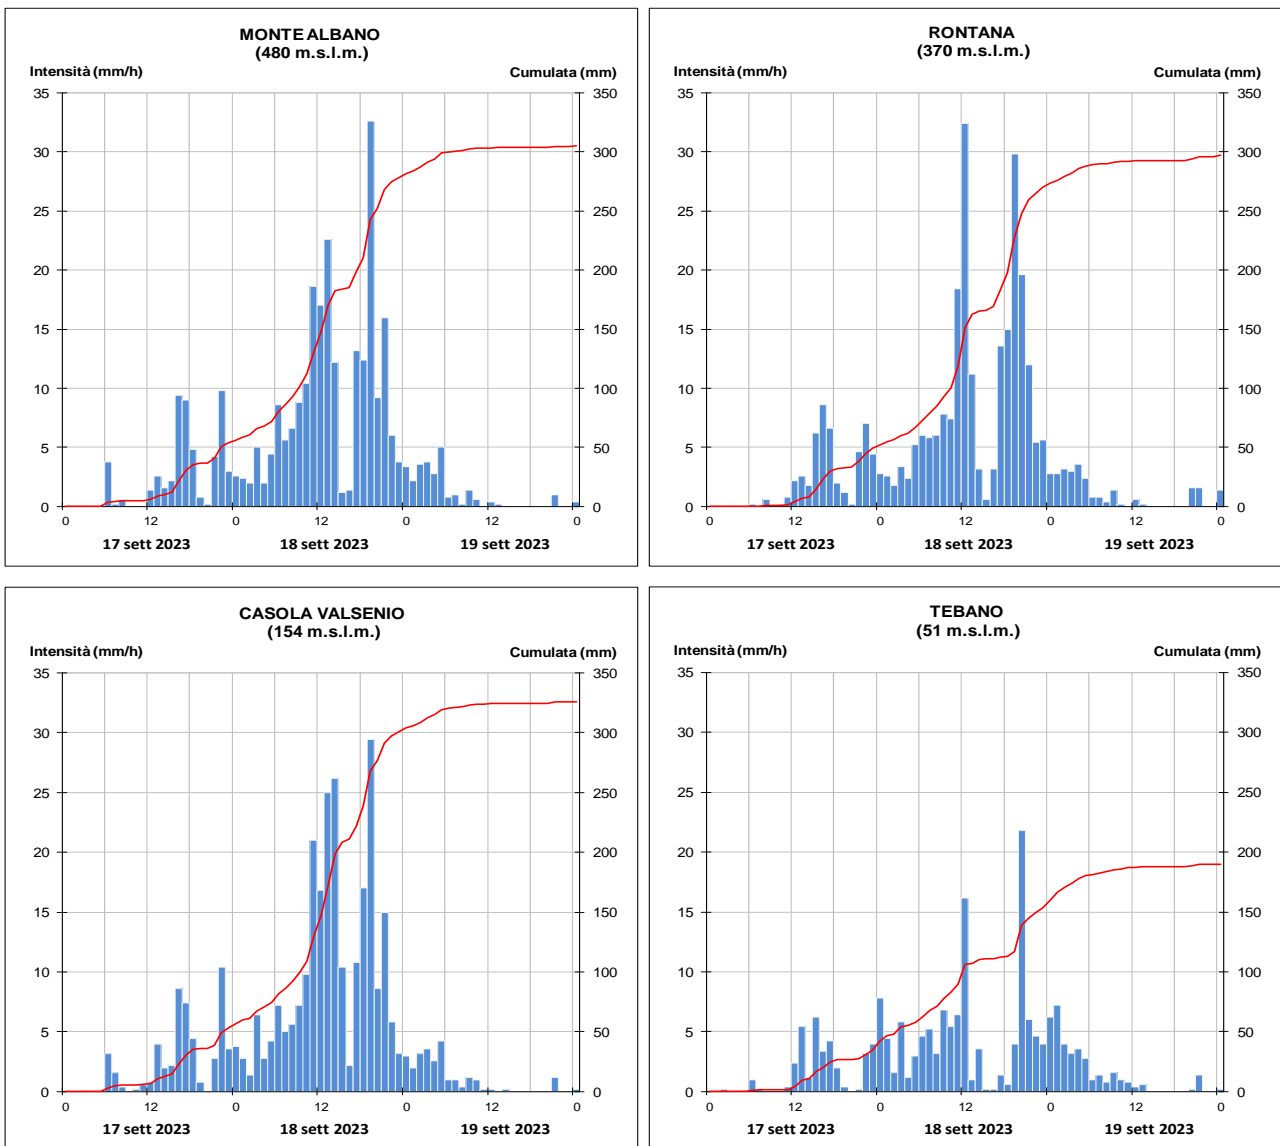 MONTE ALBANO
(480 m.s.l.m.)
Intensità (mm/h) Cumulata (mm)
35 350
30 300
25 250
20 200
15 150
10 100
5 50
0 0
0 12 0 12 0 12 0
17 sett 2023 18 sett 2023 19 sett 2023
RONTANA
(370 m.s.l.m.)
Intensità (mm/h) Cumulata (mm)
35 350
30 300
25 250
20 200
15 150
10 100
5 50
0 0
0 12 0 12 0 12 0
17 sett 2023 18 sett 2023 19 sett 2023
CASOLA VALSENIO
(154 m.s.l.m.)
Intensità (mm/h) Cumulata (mm)
35 350
30 300
25 250
20 200
15 150
10 100
5 50
0 0
0 12 0 12 0 12 0
17 sett 2023 18 sett 2023 19 sett 2023
TEBANO
(51 m.s.l.m.)
Intensità (mm/h) Cumulata (mm)
35 350
30 300
25 250
20 200
15 150
10 100
5 50
0 0
0 12 0 12 0 12 0
17 sett 2023 18 sett 2023 19 sett 2023